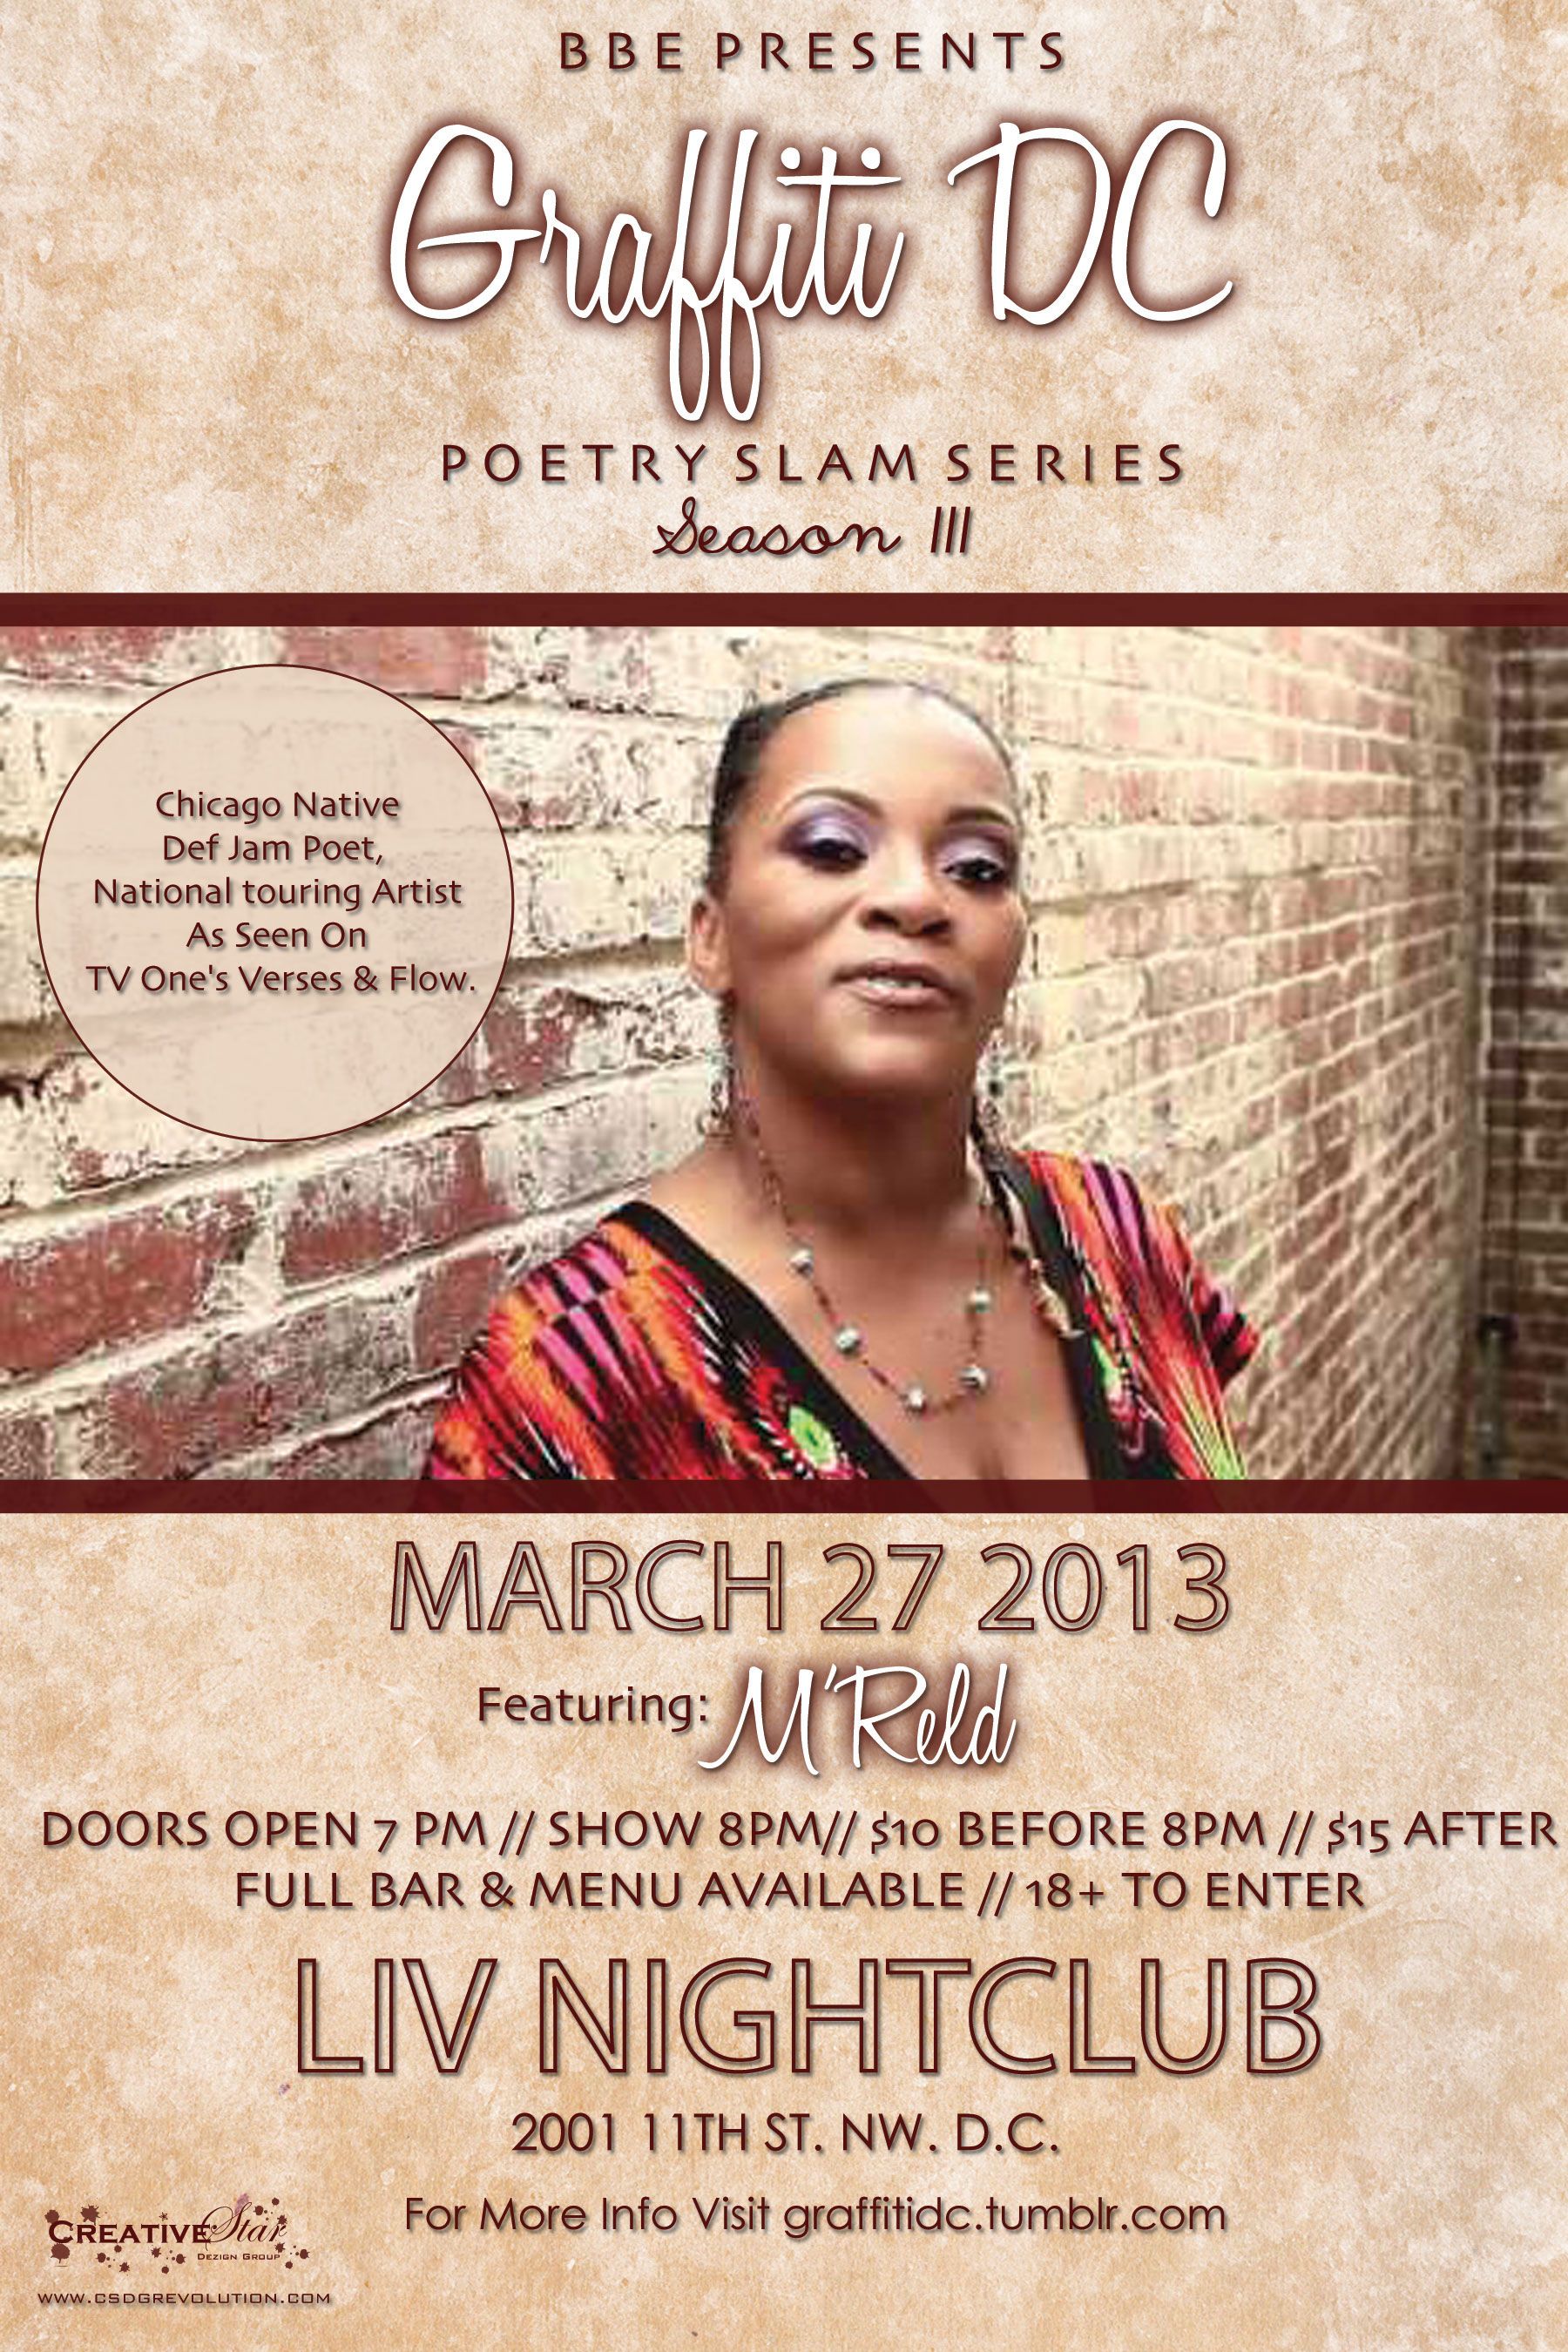 BBE PRESENTS
Graffiti DC
POETRY SLAM SERIES
Season III
Chicago Native
Def Jam Poet,
National touring Artist
As Seen On
TV One's Verses & Flow.
MARCH 27 2013
Featuring: M'Reld
DOORS OPEN 7 PM // SHOW 8PM// $10 BEFORE 8PM // $15 AFTER
FULL BAR & MENU AVAILABLE // 18+ TO ENTER
LIV NIGHTCLUB
2001 11TH ST. NW. D.C.
For More Info Visit graffitidc.tumblr.com
CREATIVE Star
DEZIGN GROUP
WWW.CSDGREVOLUTION.COM